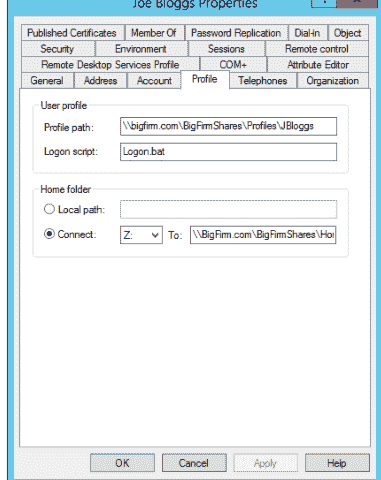 Joe Bloggs Properties ?
Published Certificates Member Of Password Replication Dial-in Object
Security Environment Sessions Remote control
Remote Desktop Services Profile COM+ Attribute Editor
General Address Account Profile Telephones Organization
User profile
Profile path: \\bigfirm.com\BigFirmShares\Profiles\JBloggs
Logon script: Logon.bat
Home folder
Local path:
Connect: Z: To: \\BigFirm.com\BigFirmShares\Hor
OK Cancel Apply Help